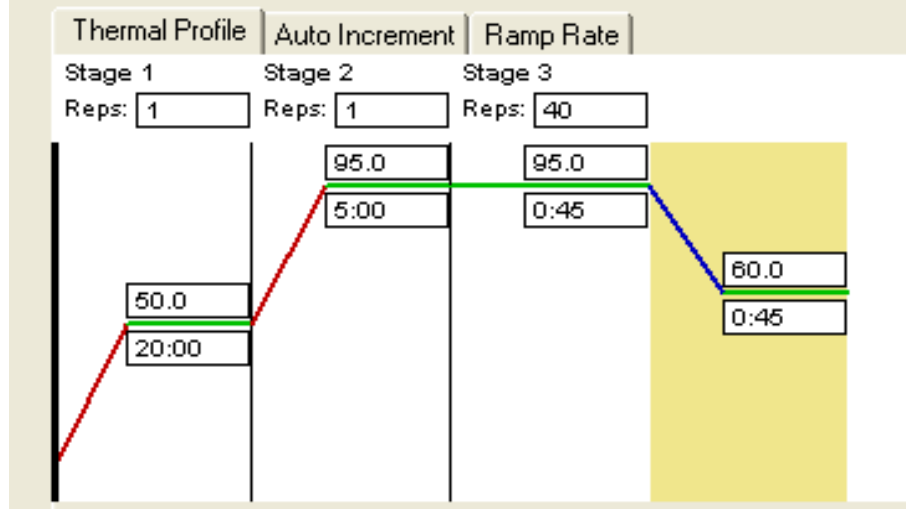 Thermal Profile Auto Increment Ramp Rate
Stage 1 Stage 2 Stage 3
Reps: 1 Reps: 1 Reps: 40
95.0 95.0
5:00 0:45
60.0
50.0
0:45
20:00